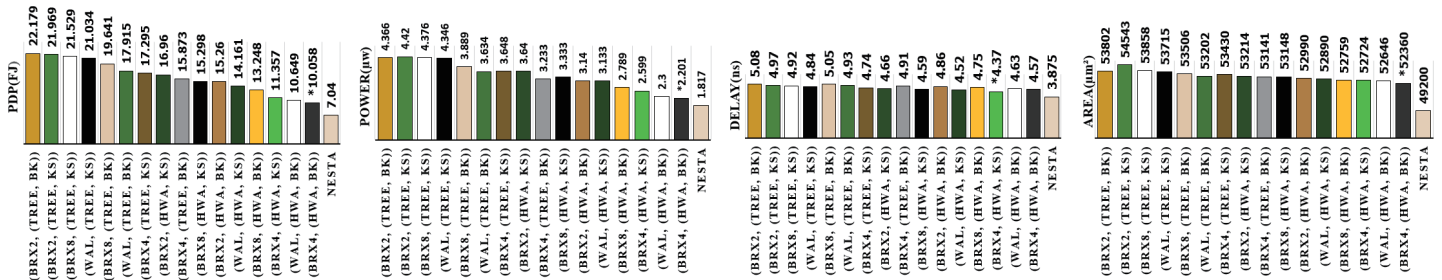 PDP(FJ)
22.179
21.969
21.529
21.034
19.641
17.915
17.295
16.96
15.873
15.298
15.26
14.161
13.248
11.357
10.649
*10.058
7.04
(BRX2, (TREE, BK))
(BRX2, (TREE, KS))
(BRX8, (TREE, KS))
(WAL, (TREE, KS))
(BRX8, (TREE, BK))
(WAL, (TREE, BK))
(BRX4, (TREE, KS))
(BRX2, (HWA, KS))
(BRX4, (TREE, BK))
(BRX8, (HWA, KS))
(BRX2, (HWA, BK))
(WAL, (HWA, KS))
(BRX8, (HWA, BK))
(BRX4, (HWA, KS))
(WAL, (HWA, BK))
(BRX4, (HWA, BK))
NESTA
POWER(μw)
4.366
4.42
4.376
4.346
3.889
3.634
3.648
3.64
3.233
3.333
3.14
3.133
2.789
2.599
2.3
*2.201
1.817
(BRX2, (TREE, BK))
(BRX2, (TREE, KS))
(BRX8, (TREE, KS))
(WAL, (TREE, KS))
(BRX8, (TREE, BK))
(WAL, (TREE, BK))
(BRX4, (TREE, KS))
(BRX2, (HWA, KS))
(BRX4, (TREE, BK))
(BRX8, (HWA, KS))
(BRX2, (HWA, BK))
(WAL, (HWA, KS))
(BRX8, (HWA, BK))
(BRX4, (HWA, KS))
(WAL, (HWA, BK))
(BRX4, (HWA, BK))
NESTA
DELAY(ns)
5.08
4.97
4.92
4.84
5.05
4.93
4.74
4.66
4.91
4.59
4.86
4.52
4.75
*4.37
4.63
4.57
3.875
(BRX2, (TREE, BK))
(BRX2, (TREE, KS))
(BRX8, (TREE, KS))
(WAL, (TREE, KS))
(BRX8, (TREE, BK))
(WAL, (TREE, BK))
(BRX4, (TREE, KS))
(BRX2, (HWA, KS))
(BRX4, (TREE, BK))
(BRX8, (HWA, KS))
(BRX2, (HWA, BK))
(WAL, (HWA, KS))
(BRX8, (HWA, BK))
(BRX4, (HWA, KS))
(WAL, (HWA, BK))
(BRX4, (HWA, BK))
NESTA
AREA(μm²)
53802
54543
53858
53715
53506
53202
53430
53214
53141
53148
52990
52890
52759
52724
52646
*52360
49200
(BRX2, (TREE, BK))
(BRX2, (TREE, KS))
(BRX8, (TREE, KS))
(WAL, (TREE, KS))
(BRX8, (TREE, BK))
(WAL, (TREE, BK))
(BRX4, (TREE, KS))
(BRX2, (HWA, KS))
(BRX4, (TREE, BK))
(BRX8, (HWA, KS))
(BRX2, (HWA, BK))
(WAL, (HWA, KS))
(BRX8, (HWA, BK))
(BRX4, (HWA, KS))
(WAL, (HWA, BK))
(BRX4, (HWA, BK))
NESTA